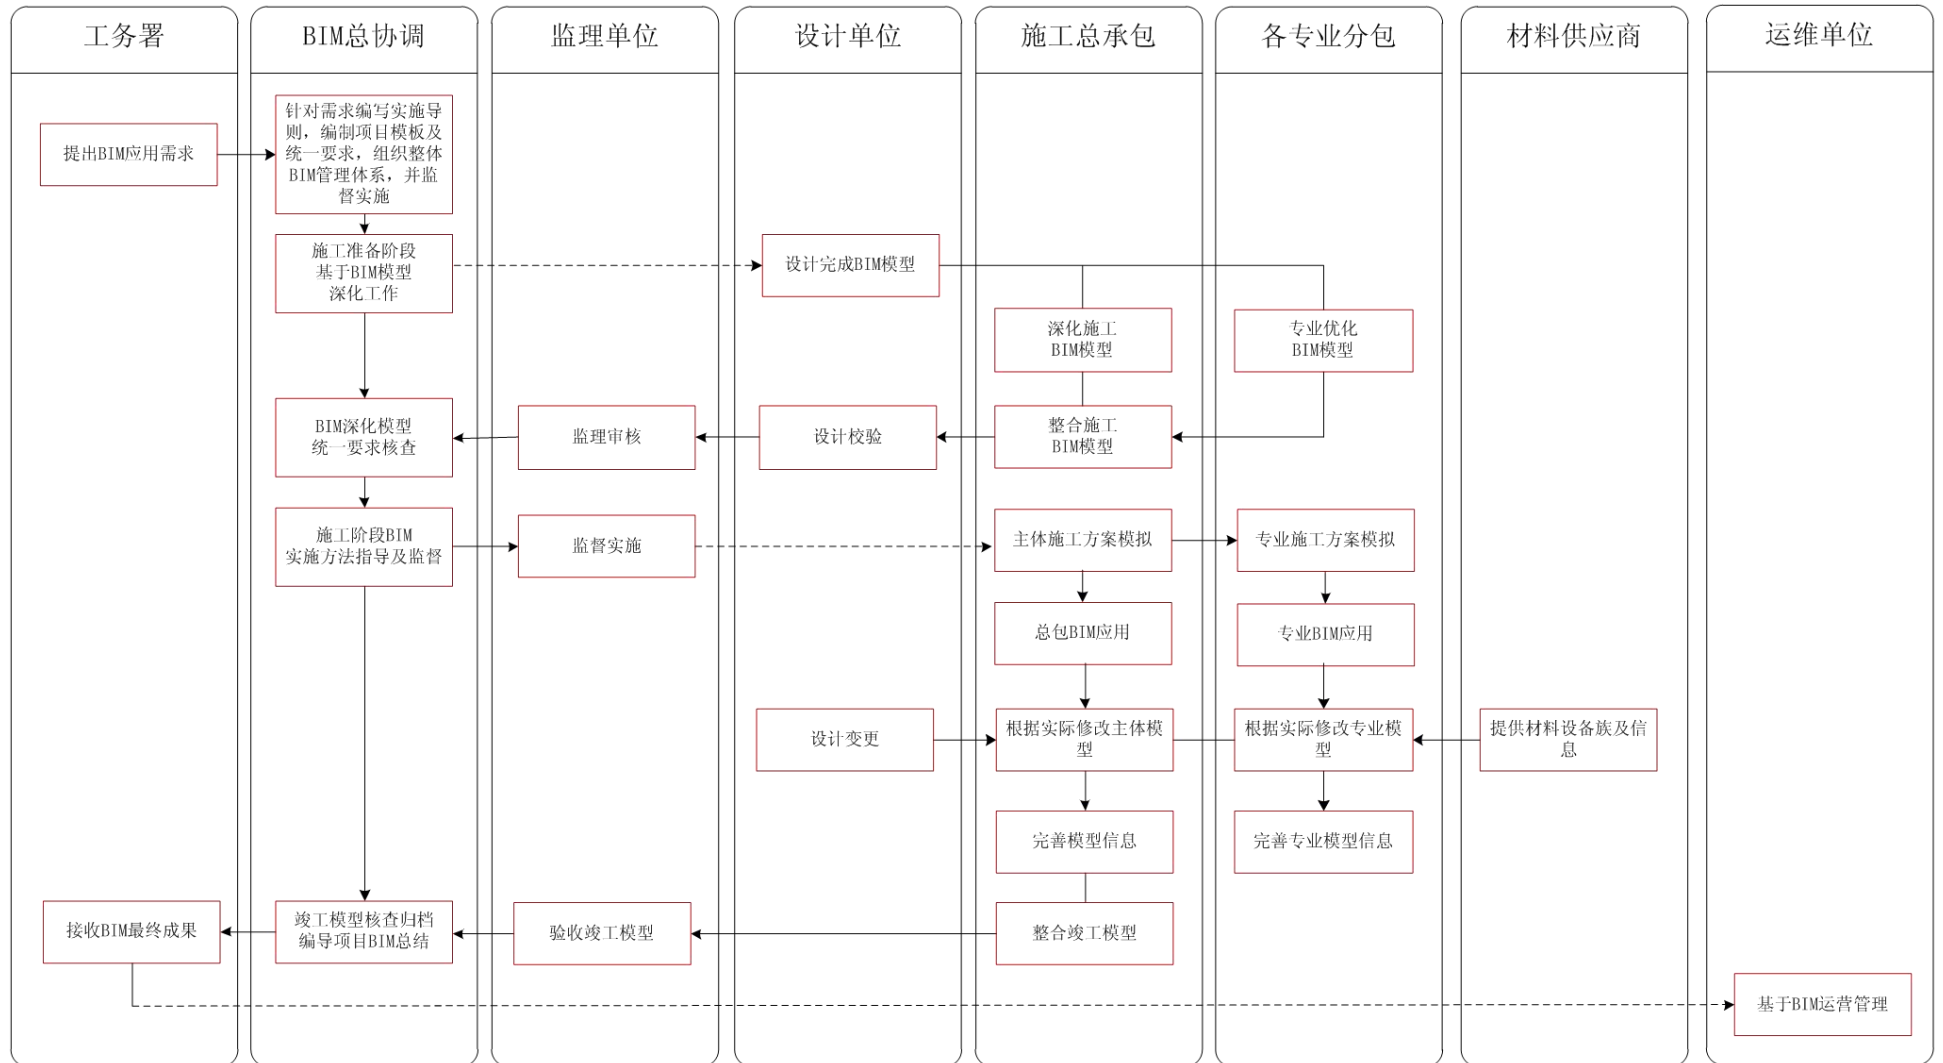 工务署
BIM总协调
监理单位
设计单位
施工总承包
各专业分包
材料供应商
运维单位
提出BIM应用需求
针对需求编写实施导
则，编制项目模板及
统一要求，组织整体
BIM管理体系，并监
督实施
施工准备阶段
基于BIM模型
深化工作
设计完成BIM模型
深化施工
BIM模型
专业优化
BIM模型
BIM深化模型
统一要求核查
监理审核
设计校验
整合施工
BIM模型
施工阶段BIM
实施方法指导及监督
监督实施
主体施工方案模拟
专业施工方案模拟
总包BIM应用
专业BIM应用
设计变更
根据实际修改主体模
型
根据实际修改专业模
型
提供材料设备族及信
息
完善模型信息
完善专业模型信息
接收BIM最终成果
竣工模型核查归档
编导项目BIM总结
验收竣工模型
整合竣工模型
基于BIM运营管理